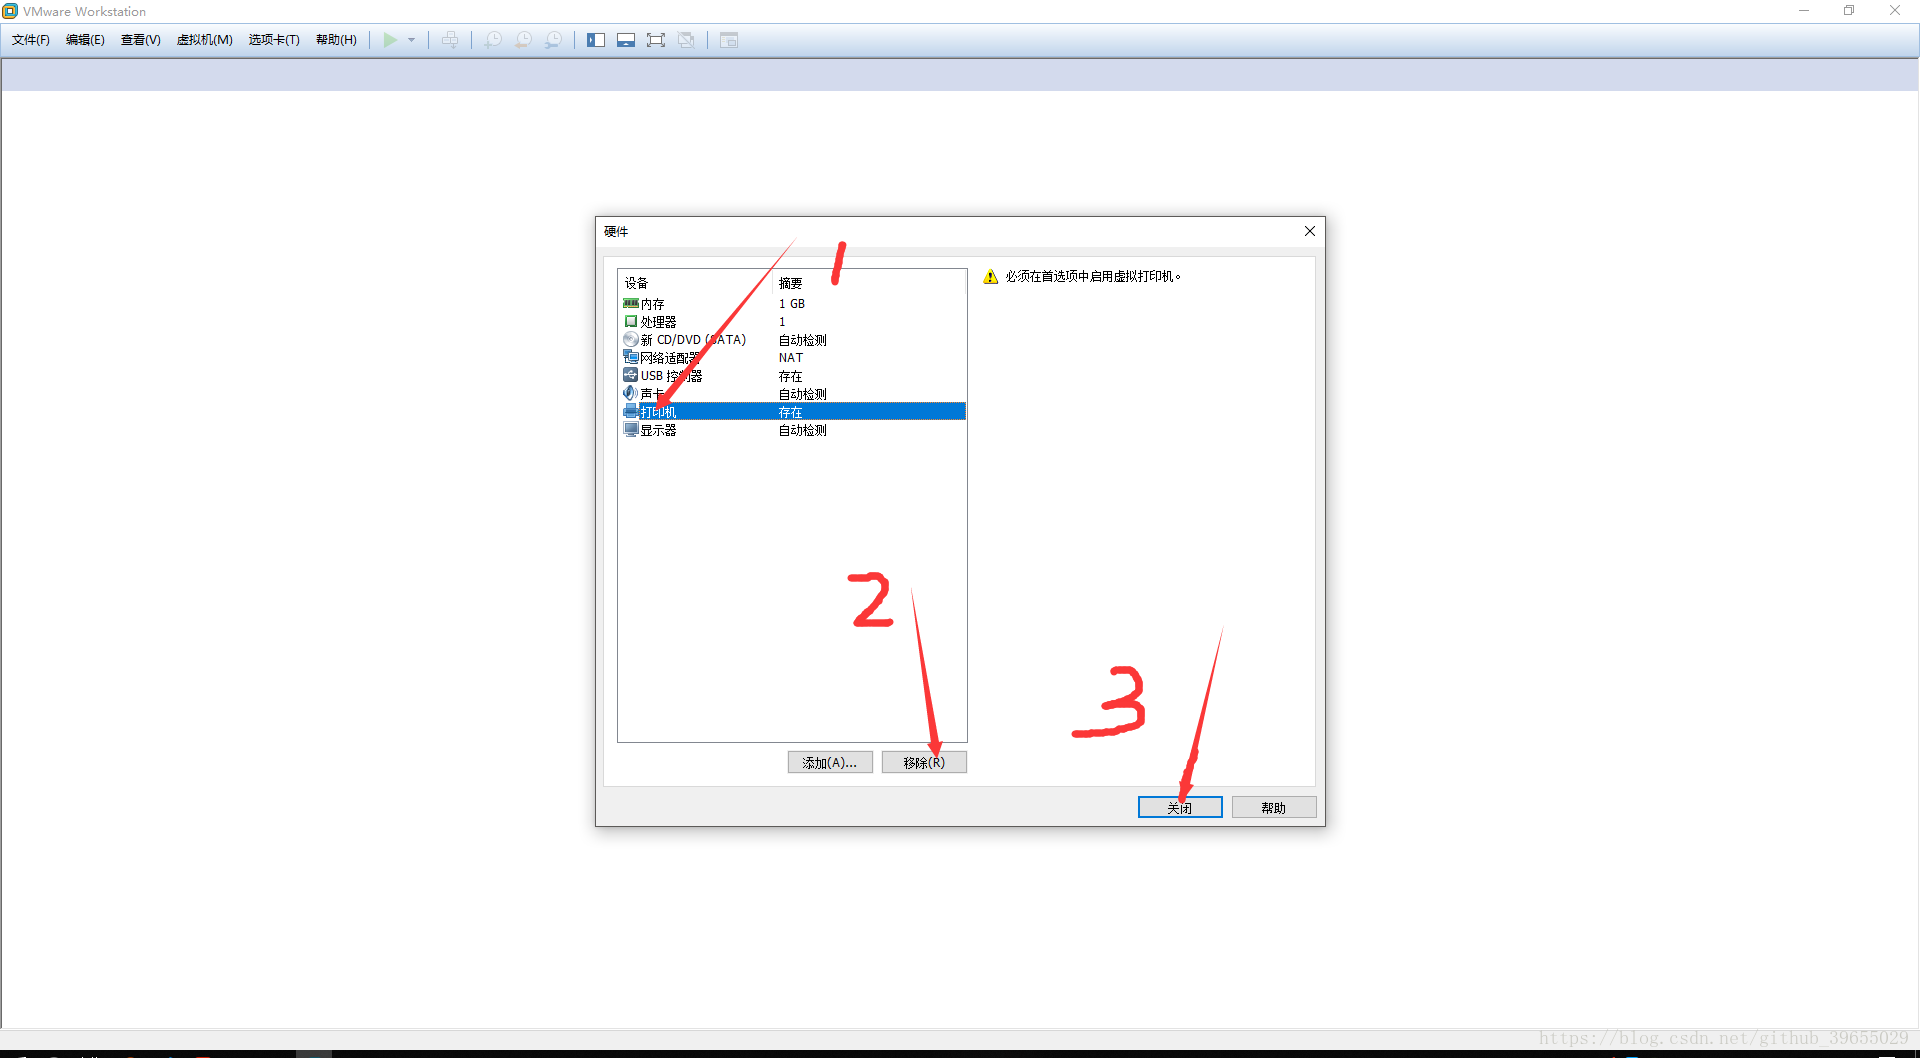 VMware Workstation
文件(F) 编辑(E) 查看(V) 虚拟机(M) 选项卡(T) 帮助(H)
硬件
1
设备 摘要
必须在首选项中启用虚拟打印机。
内存 1 GB
处理器 1
新 CD/DVD (SATA) 自动检测
网络适配器 NAT
USB 控制器 存在
声卡 自动检测
打印机 存在
显示器 自动检测
2
3
添加(A)... 移除(R)
关闭 帮助
https://blog.csdn.net/github_39655029